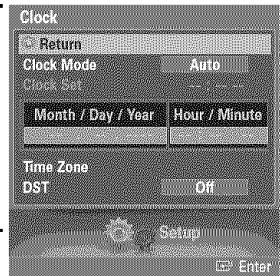 Clock
Return
Clock Mode Auto
Clock Set -- : -- --
Month / Day / Year Hour / Minute
Time Zone
DST Off
Setup
Enter